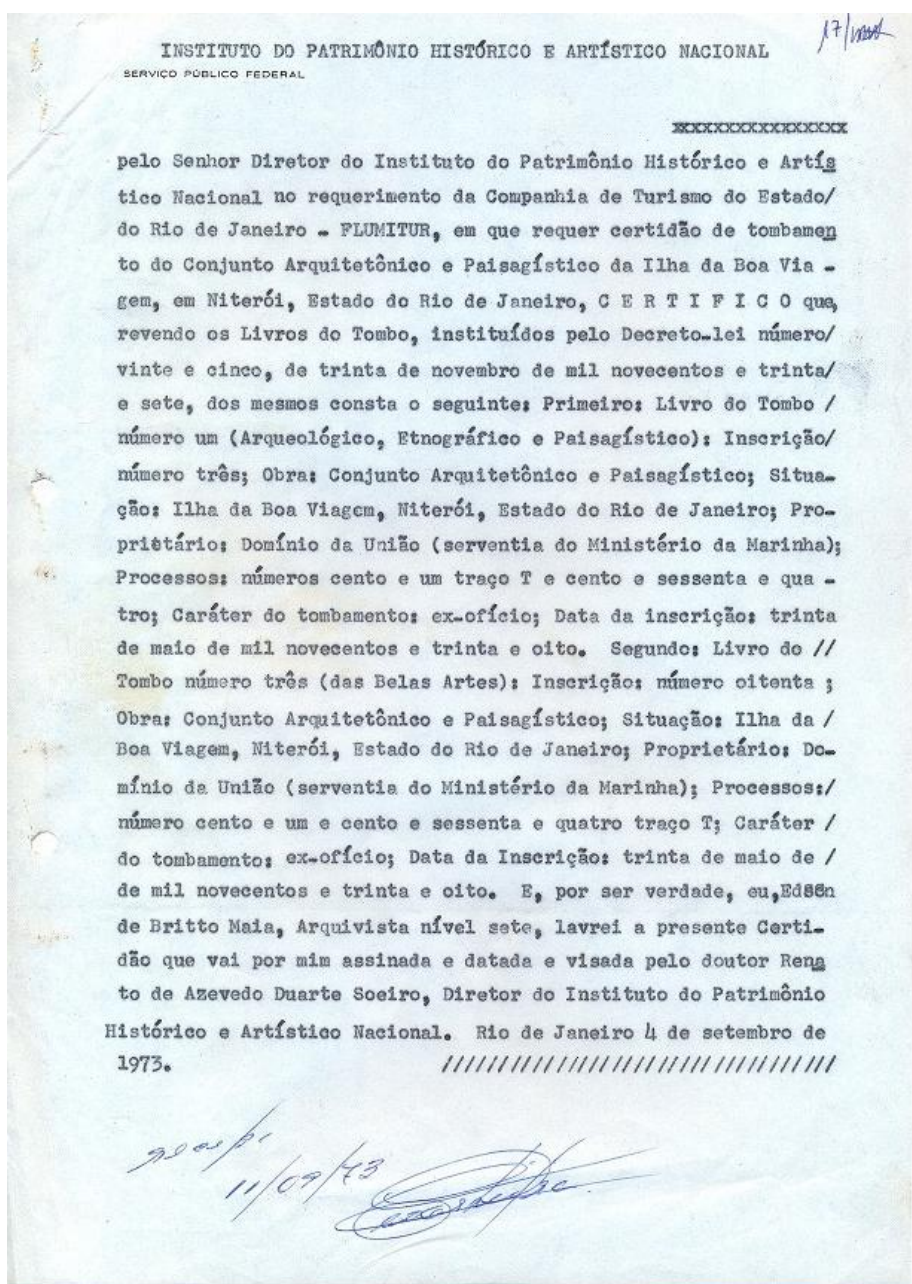 17/
INSTITUTO DO PATRIMÔNIO HISTÓRICO E ARTÍSTICO NACIONAL
SERVIÇO PÚBLICO FEDERAL
xxxxxxxxxxxxxxx
pelo Senhor Diretor do Instituto do Patrimônio Histórico e Artís
tico Nacional no requerimento da Companhia de Turismo do Estado/
do Rio de Janeiro - FLUMITUR, em que requer certidão de tombamen
to do Conjunto Arquitetônico e Paisagístico da Ilha da Boa Via -
gem, em Niterói, Estado do Rio de Janeiro, C E R T I F I C O que,
revendo os Livros do Tombo, instituídos pelo Decreto-lei número/
vinte e cinco, de trinta de novembro de mil novecentos e trinta/
e sete, dos mesmos consta o seguinte: Primeiro: Livro do Tombo /
número um (Arqueológico, Etnográfico e Paisagístico): Inscrição/
número três; Obra: Conjunto Arquitetônico e Paisagístico; Situa-
ção: Ilha da Boa Viagem, Niterói, Estado do Rio de Janeiro; Pro-
priètário: Domínio da União (serventia do Ministério da Marinha);
Processos: números cento e um traço T e cento e sessenta e qua -
tro; Caráter do tombamento: ex-ofício; Data da inscrição: trinta
de maio de mil novecentos e trinta e oito. Segundo: Livro do //
Tombo número três (das Belas Artes): Inscrição: número oitenta ;
Obra: Conjunto Arquitetônico e Paisagístico; Situação: Ilha da /
Boa Viagem, Niterói, Estado do Rio de Janeiro; Proprietário: Do-
mínio da União (serventia do Ministério da Marinha); Processos:/
número cento e um e cento e sessenta e quatro traço T; Caráter /
do tombamento: ex-ofício; Data da Inscrição: trinta de maio de /
de mil novecentos e trinta e oito. E, por ser verdade, eu,Edson
de Britto Maia, Arquivista nível sete, lavrei a presente Certi-
dão que vai por mim assinada e datada e visada pelo doutor Rena
to de Azevedo Duarte Soeiro, Diretor do Instituto do Patrimônio
Histórico e Artístico Nacional. Rio de Janeiro 4 de setembro de
1973. //////////////////////////////////
11/09/73